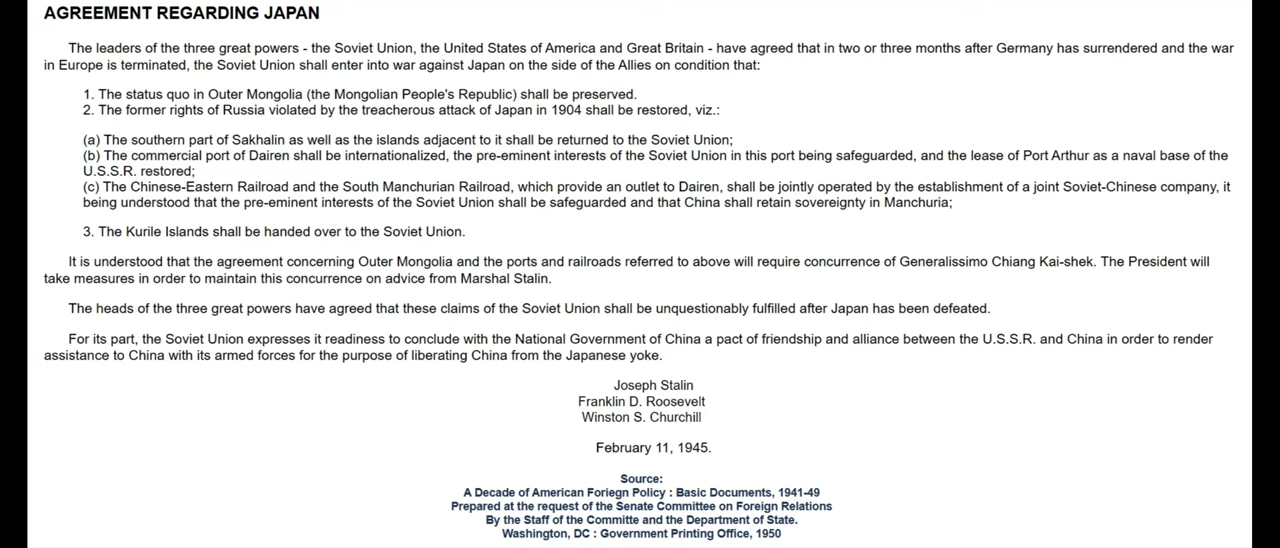 AGREEMENT REGARDING JAPAN
The leaders of the three great powers - the Soviet Union, the United States of America and Great Britain - have agreed that in two or three months after Germany has surrendered and the war
in Europe is terminated, the Soviet Union shall enter into war against Japan on the side of the Allies on condition that:
1. The status quo in Outer Mongolia (the Mongolian People's Republic) shall be preserved.
2. The former rights of Russia violated by the treacherous attack of Japan in 1904 shall be restored, viz.:
(a) The southern part of Sakhalin as well as the islands adjacent to it shall be returned to the Soviet Union;
(b) The commercial port of Dairen shall be internationalized, the pre-eminent interests of the Soviet Union in this port being safeguarded, and the lease of Port Arthur as a naval base of the
U.S.S.R. restored;
(c) The Chinese-Eastern Railroad and the South Manchurian Railroad, which provide an outlet to Dairen, shall be jointly operated by the establishment of a joint Soviet-Chinese company, it
being understood that the pre-eminent interests of the Soviet Union shall be safeguarded and that China shall retain sovereignty in Manchuria;
3. The Kurile Islands shall be handed over to the Soviet Union.
It is understood that the agreement concerning Outer Mongolia and the ports and railroads referred to above will require concurrence of Generalissimo Chiang Kai-shek. The President will
take measures in order to maintain this concurrence on advice from Marshal Stalin.
The heads of the three great powers have agreed that these claims of the Soviet Union shall be unquestionably fulfilled after Japan has been defeated.
For its part, the Soviet Union expresses it readiness to conclude with the National Government of China a pact of friendship and alliance between the U.S.S.R. and China in order to render
assistance to China with its armed forces for the purpose of liberating China from the Japanese yoke.
Joseph Stalin
Franklin D. Roosevelt
Winston S. Churchill
February 11, 1945.
Source:
A Decade of American Foriegn Policy : Basic Documents, 1941-49
Prepared at the request of the Senate Committee on Foreign Relations
By the Staff of the Committe and the Department of State.
Washington, DC : Government Printing Office, 1950